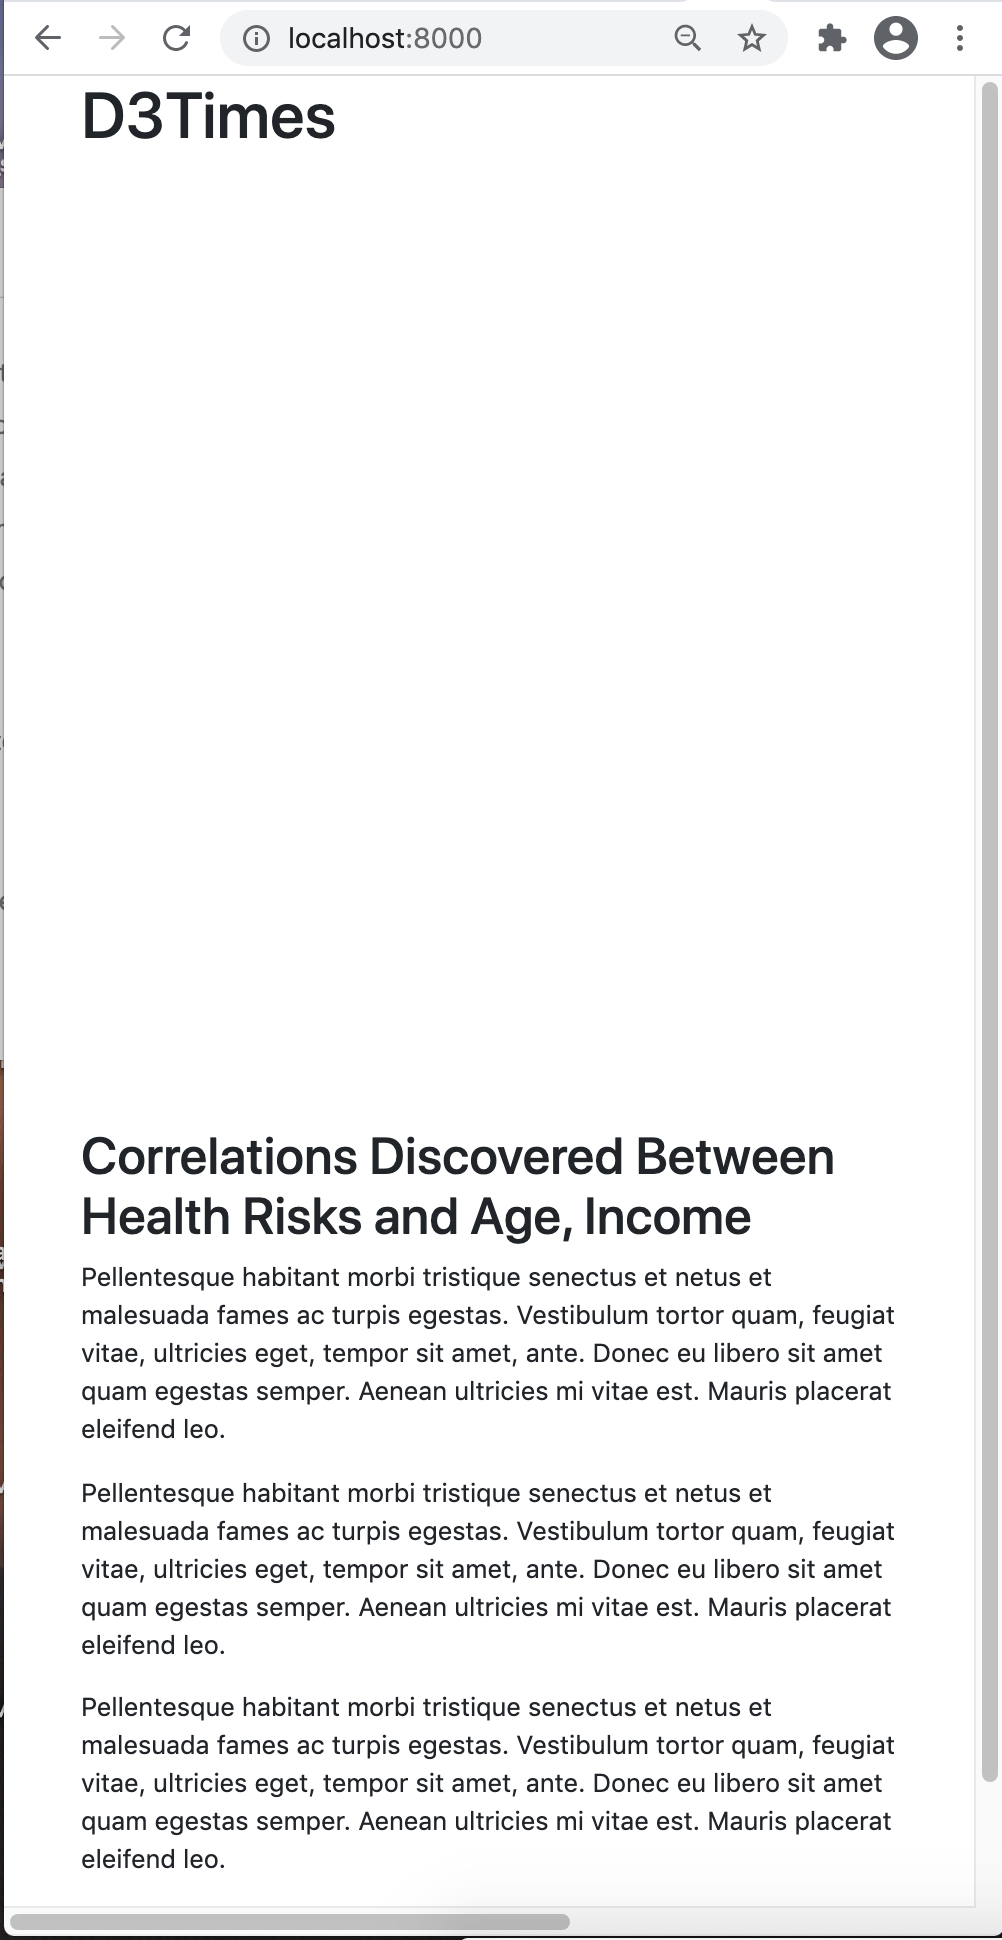 localhost:8000
D3Times
Correlations Discovered Between
Health Risks and Age, Income
Pellentesque habitant morbi tristique senectus et netus et
malesuada fames ac turpis egestas. Vestibulum tortor quam, feugiat
vitae, ultricies eget, tempor sit amet, ante. Donec eu libero sit amet
quam egestas semper. Aenean ultricies mi vitae est. Mauris placerat
eleifend leo.
Pellentesque habitant morbi tristique senectus et netus et
malesuada fames ac turpis egestas. Vestibulum tortor quam, feugiat
vitae, ultricies eget, tempor sit amet, ante. Donec eu libero sit amet
quam egestas semper. Aenean ultricies mi vitae est. Mauris placerat
eleifend leo.
Pellentesque habitant morbi tristique senectus et netus et
malesuada fames ac turpis egestas. Vestibulum tortor quam, feugiat
vitae, ultricies eget, tempor sit amet, ante. Donec eu libero sit amet
quam egestas semper. Aenean ultricies mi vitae est. Mauris placerat
eleifend leo.